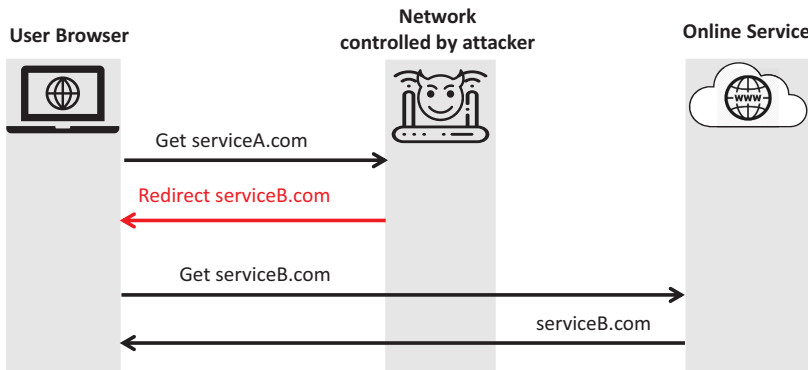 User Browser
Network
controlled by attacker
Online Service
www
Get serviceA.com
Redirect serviceB.com
Get serviceB.com
serviceB.com